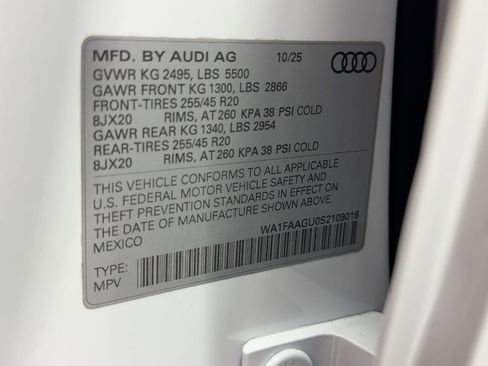 MFD. BY AUDI AG 10/25
GVWR KG 2495, LBS 5500
GAWR FRONT KG 1300, LBS 2866
FRONT-TIRES 255/45 R20
8JX20 RIMS, AT 260 KPA 38 PSI COLD
GAWR REAR KG 1340, LBS 2954
REAR-TIRES 255/45 R20
8JX20 RIMS, AT 260 KPA 38 PSI COLD
THIS VEHICLE CONFORMS TO ALL APPLICABLE
U.S. FEDERAL MOTOR VEHICLE SAFETY AND
THEFT PREVENTION STANDARDS IN EFFECT ON
THE DATE OF MANUFACTURE SHOWN ABOVE
MEXICO
WA1FAAGU0S2109016
TYPE:
MPV